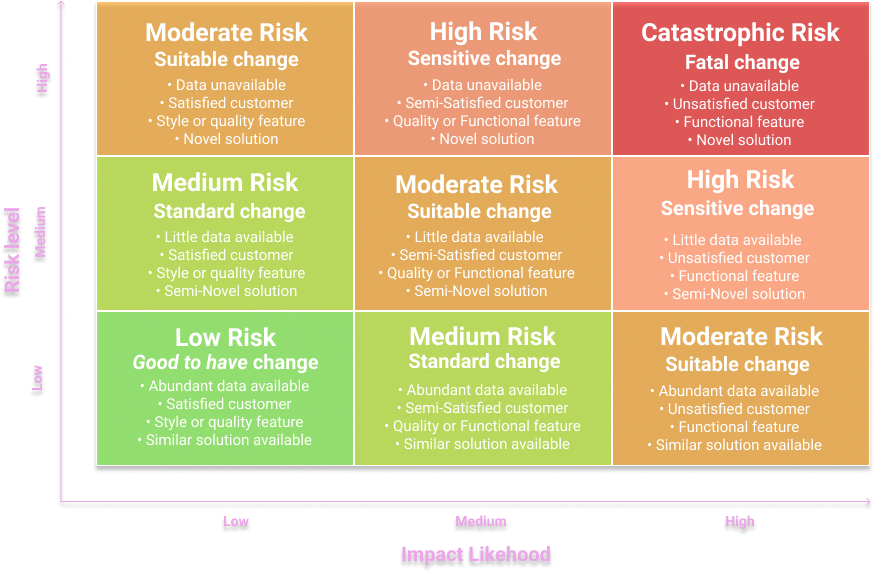 Risk level
High
Moderate Risk
Suitable change
• Data unavailable
• Satisfied customer
• Style or quality feature
• Novel solution
High Risk
Sensitive change
• Data unavailable
• Semi-Satisfied customer
• Quality or Functional feature
• Novel solution
Catastrophic Risk
Fatal change
• Data unavailable
• Unsatisfied customer
• Functional feature
• Novel solution
Medium
Medium Risk
Standard change
• Little data available
• Satisfied customer
• Style or quality feature
• Semi-Novel solution
Moderate Risk
Suitable change
• Little data available
• Semi-Satisfied customer
• Quality or Functional feature
• Semi-Novel solution
High Risk
Sensitive change
• Little data available
• Unsatisfied customer
• Functional feature
• Semi-Novel solution
Low
Low Risk
Good to have change
• Abundant data available
• Satisfied customer
• Style or quality feature
• Similar solution available
Medium Risk
Standard change
• Abundant data available
• Semi-Satisfied customer
• Quality or Functional feature
• Similar solution available
Moderate Risk
Suitable change
• Abundant data available
• Unsatisfied customer
• Functional feature
• Similar solution available
Low
Medium
High
Impact Likehood